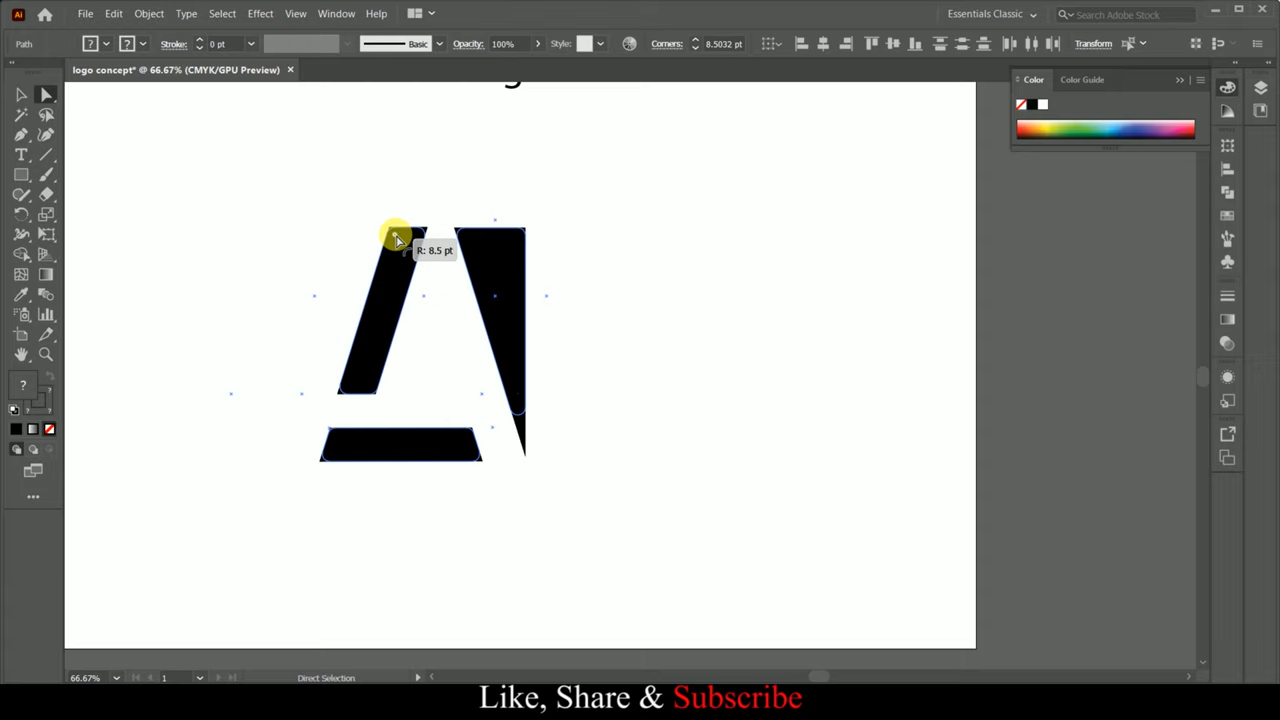 Ai File Edit Object Type Select Effect View Window Help Essentials Classic Search Adobe Stock
Path ? ? Stroke: 0 pt Basic Opacity: 100% Style: Corners: 8.5032 pt Transform
logo concept* @ 66.67% (CMYK/GPU Preview)
Color Color Guide
R: 8.5 pt
?
66.67% 1 Direct Selection
Like, Share & Subscribe